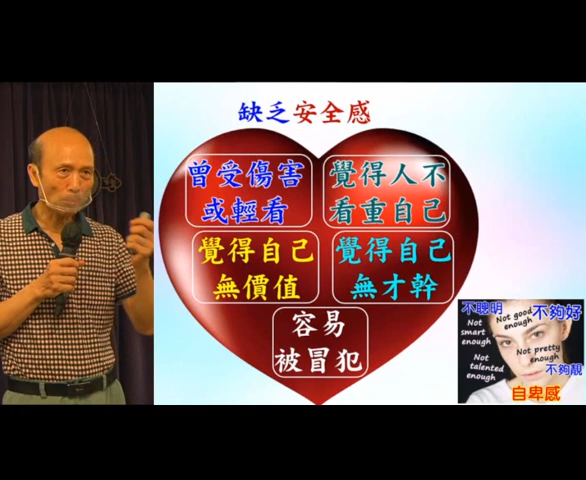 缺乏安全感
曾受傷害
或輕看
覺得人不
看重自己
覺得自己
無價值
覺得自己
無才幹
容易
被冒犯
不聰明
Not good
enough
不夠好
Not
smart
enough
Not pretty
enough
不夠靚
Not
talented
enough
自卑感